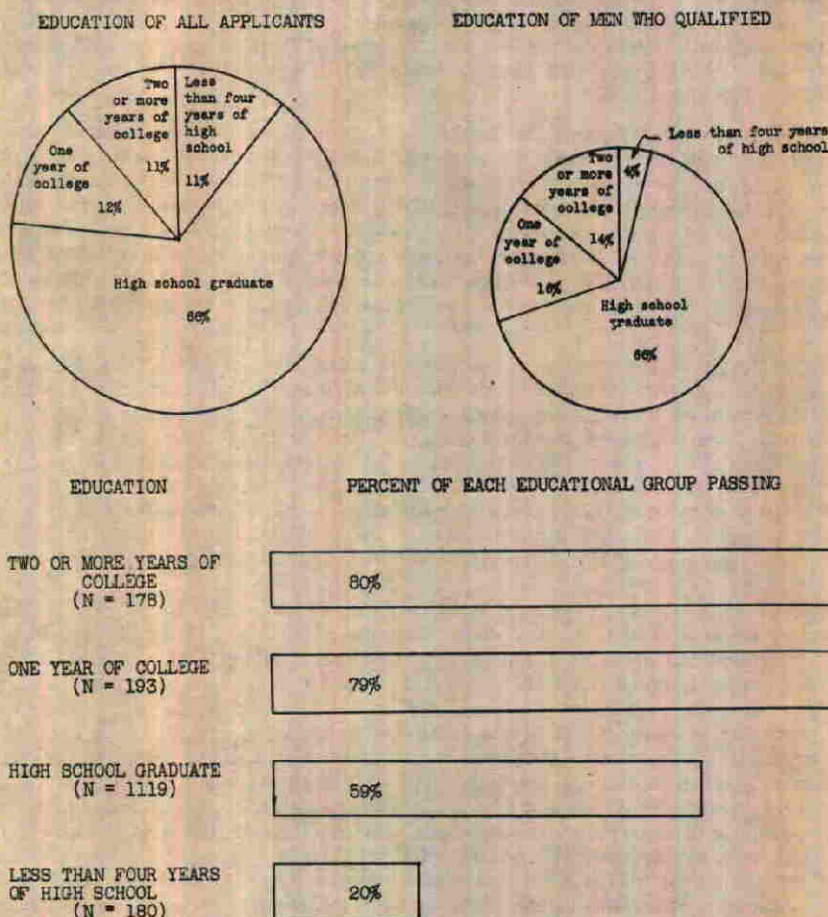 EDUCATION OF ALL APPLICANTS
Two
or more
years of
college
11%
Less
than four
years of
high
school
11%
One
year of
college
12%
High school graduate
66%
EDUCATION OF MEN WHO QUALIFIED
Less than four years
of high school
4%
Two
or more
years of
college
14%
One
year of
college
16%
High school
graduate
66%
EDUCATION
PERCENT OF EACH EDUCATIONAL GROUP PASSING
TWO OR MORE YEARS OF
COLLEGE
(N = 178)
80%
ONE YEAR OF COLLEGE
(N = 193)
79%
HIGH SCHOOL GRADUATE
(N = 1119)
59%
LESS THAN FOUR YEARS
OF HIGH SCHOOL
(N = 180)
20%